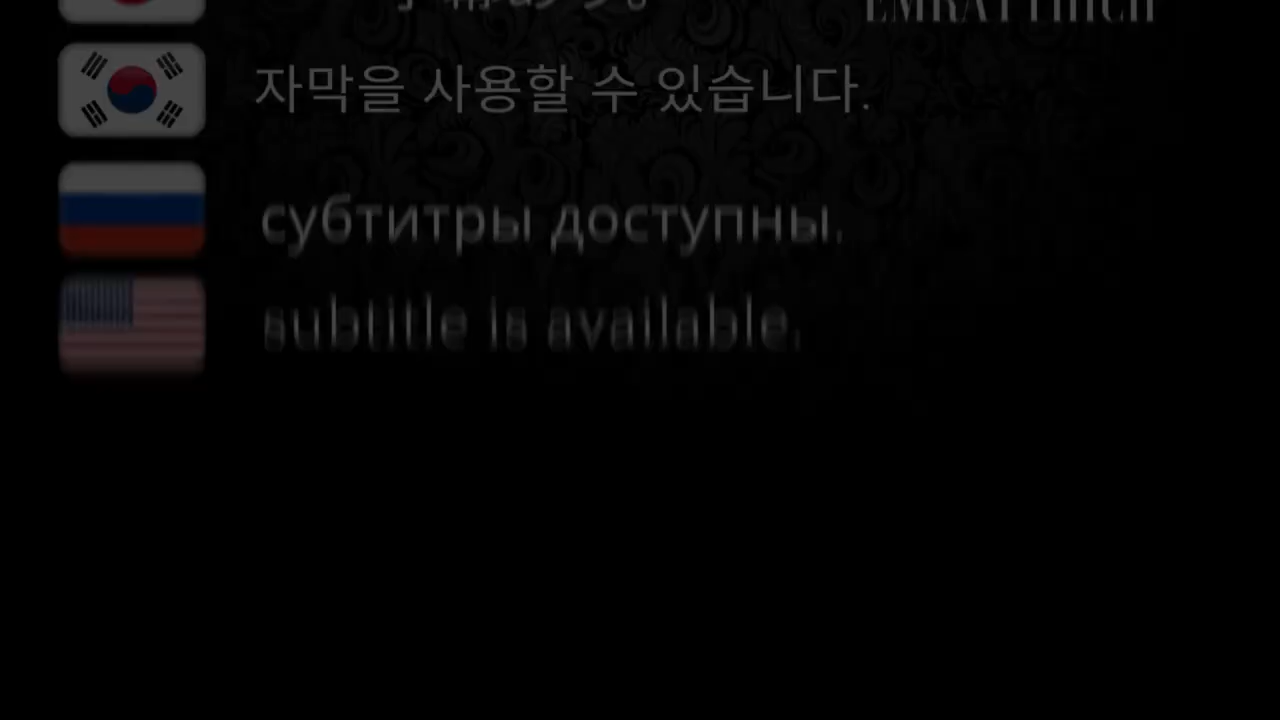 자막을 사용할 수 있습니다.
субтитры доступны.
subtitle is available.